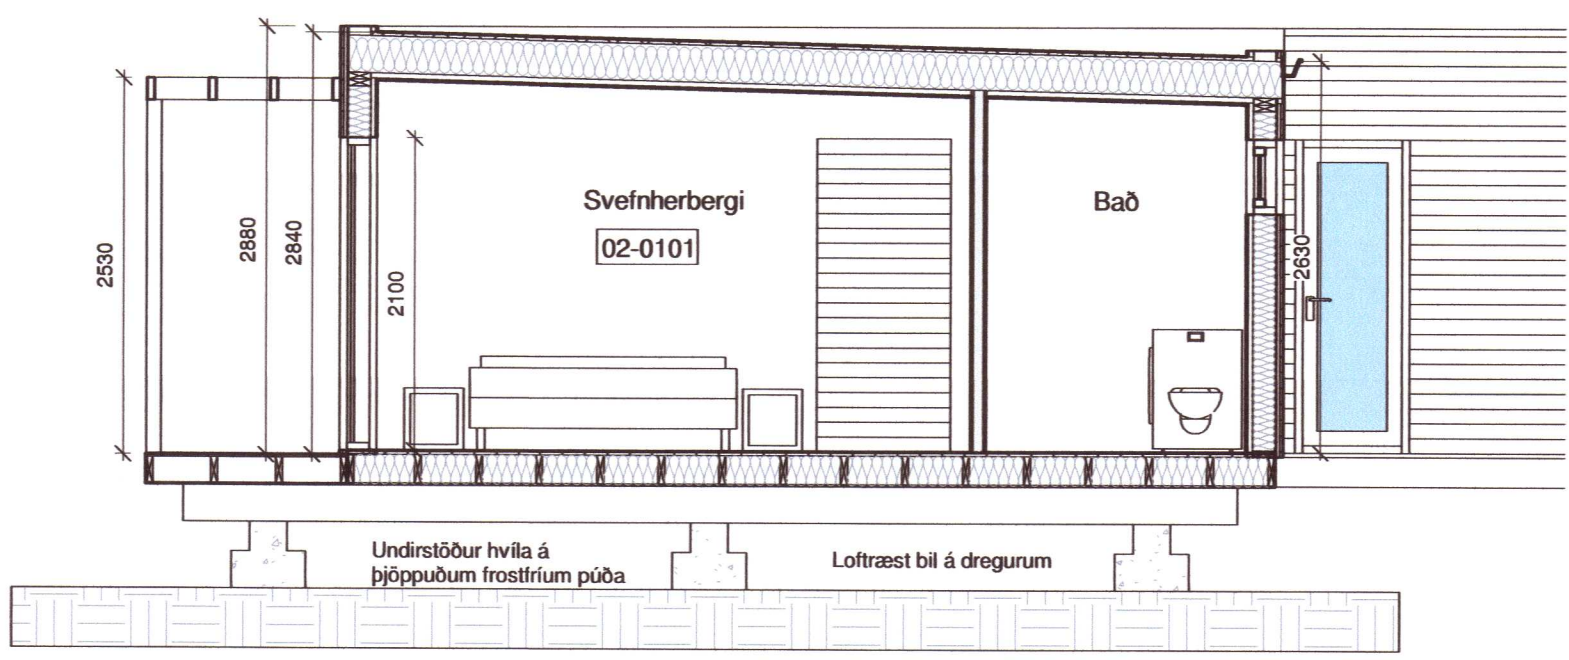 2530
2880
2840
2100
Svefnherbergi
02-0101
Bað
2630
Undirstöður hvíla á
þjöppuðum frostfríum púða
Loftræst bil á dregurum